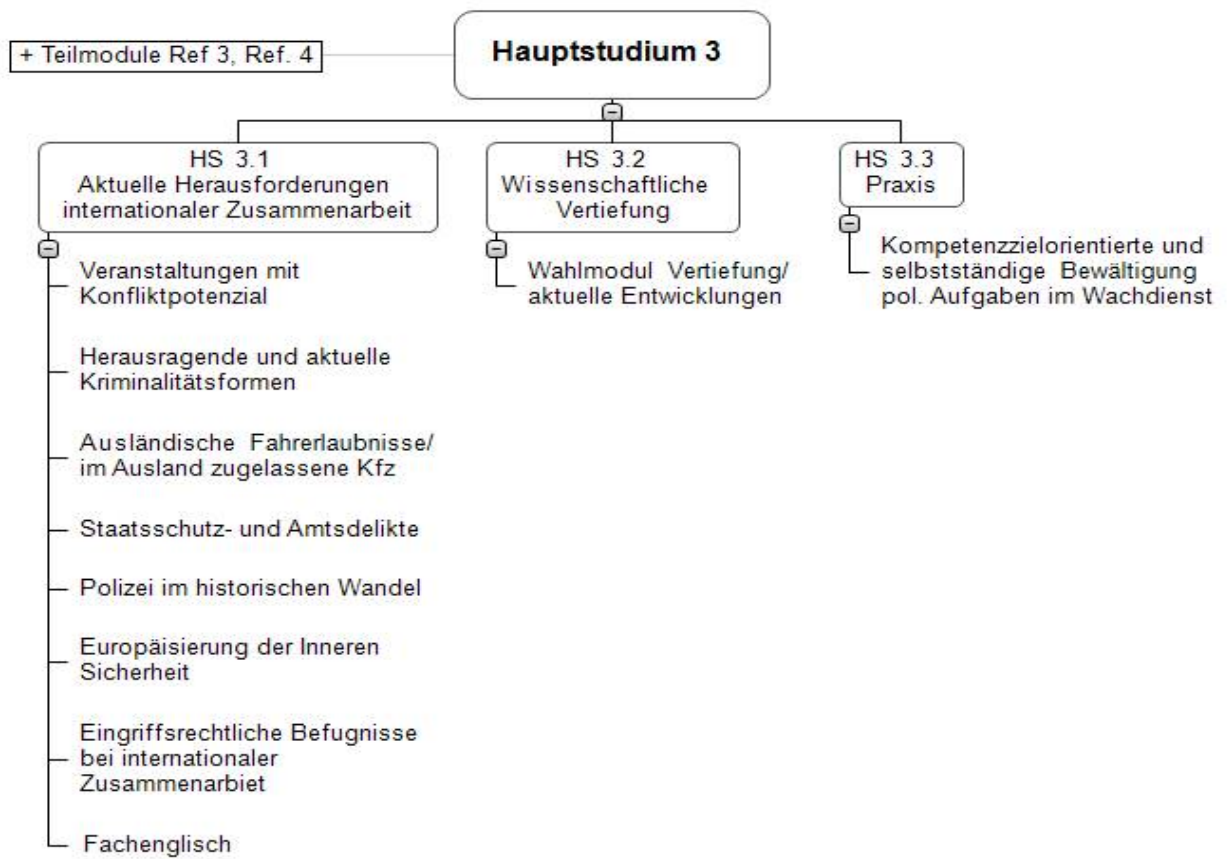 Hauptstudium 3
+ Teilmodule Ref 3, Ref. 4
HS 3.1
Aktuelle Herausforderungen
internationaler Zusammenarbeit
Veranstaltungen mit
Konfliktpotenzial
Herausragende und aktuelle
Kriminalitätsformen
Ausländische Fahrerlaubnisse/
im Ausland zugelassene Kfz
Staatsschutz- und Amtsdelikte
Polizei im historischen Wandel
Europäisierung der Inneren
Sicherheit
Eingriffsrechtliche Befugnisse
bei internationaler
Zusammenarbiet
Fachenglisch
HS 3.2
Wissenschaftliche
Vertiefung
Wahlmodul Vertiefung/
aktuelle Entwicklungen
HS 3.3
Praxis
Kompetenzzielorientierte und
selbstständige Bewältigung
pol. Aufgaben im Wachdienst